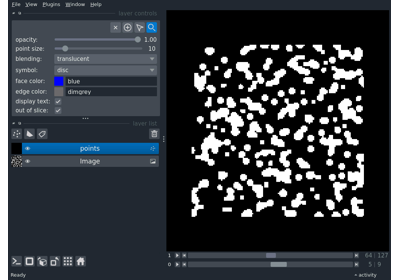 File View Plugins Window Help
layer controls
opacity: 1.00
point size: 10
blending: translucent
symbol: disc
face color: blue
edge color: dimgrey
display text:
out of slice:
layer list
points
Image
1 64 127
0 5 9
Ready activity